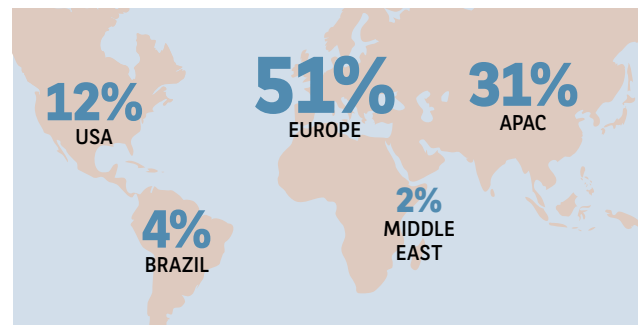 12%
USA
51%
EUROPE
31%
APAC
4%
BRAZIL
2%
MIDDLE
EAST